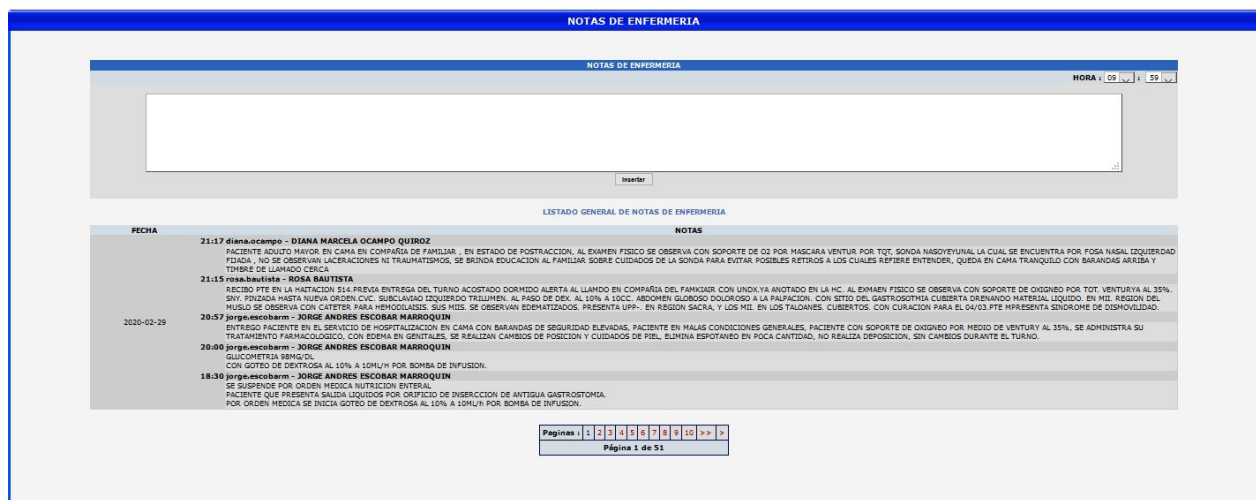 NOTAS DE ENFERMERIA
NOTAS DE ENFERMERIA
HORA : 09 : 59
Insertar
LISTADO GENERAL DE NOTAS DE ENFERMERIA
FECHA NOTAS
21:17 diana.ocampo - DIANA MARCELA OCAMPO QUIROZ
PACIENTE ADULTO MAYOR EN CAMA EN COMPAÑIA DE FAMILIAR , EN ESTADO DE POSTRACCION, AL EXAMEN FISICO SE OBSERVA CON SOPORTE DE O2 POR MASCARA VENTUR POR TQT, SONDA NASOYEYUNAL LA CUAL SE ENCUENTRA POR FOSA NASAL IZQUIERDAD
FIJADA , NO SE OBSERVAN LACERACIONES NI TRAUMATISMOS, SE BRINDA EDUCACION AL FAMILIAR SOBRE CUIDADOS DE LA SONDA PARA EVITAR POSIBLES RETIROS A LOS CUALES REFIERE ENTENDER, QUEDA EN CAMA TRANQUILO CON BARANDAS ARRIBA Y
TIMBRE DE LLAMADO CERCA
21:15 rosa.bautista - ROSA BAUTISTA
RECIBO PTE EN LA HAITACION 514.PREVIA ENTREGA DEL TURNO ACOSTADO DORMIDO ALERTA AL LLAMDO EN COMPAÑIA DEL FAMKIAIR CON UNDX.YA ANOTADO EN LA HC. AL EXMAEN FISICO SE OBSERVA CON SOPORTE DE OXIGNEO POR TOT. VENTURYA AL 35%.
SNY. PINZADA HASTA NUEVA ORDEN.CVC. SUBCLAVIAO IZQUIERDO TRILUMEN. AL PASO DE DEX. AL 10% A 10CC. ABDOMEN GLOBOSO DOLOROSO A LA PALPACION. CON SITIO DEL GASTROSOTMIA CUBIERTA DRENANDO MATERIAL LIQUIDO. EN MII. REGION DEL
MUSLO SE OBSERVA CON CATETER PARA HEMODILAISIS. SUS MIIS. SE OBSERVAN EDEMATIZADOS. PRESENTA UPP-. EN REGION SACRA, Y LOS MII. EN LOS TALOANES. CUBIERTOS. CON CURACION PARA EL 04/03.PTE MPRESENTA SINDROME DE DISMOVILIDAD.
20:57 jorge.escobarm - JORGE ANDRES ESCOBAR MARROQUIN
2020-02-29
ENTREGO PACIENTE EN EL SERVICIO DE HOSPITALIZACION EN CAMA CON BARANDAS DE SEGURIDAD ELEVADAS, PACIENTE EN MALAS CONDICIONES GENERALES, PACIENTE CON SOPORTE DE OXIGNEO POR MEDIO DE VENTURY AL 35%, SE ADMINISTRA SU
TRATAMIENTO FARMACOLOGICO, CON EDEMA EN GENITALES, SE REALIZAN CAMBIOS DE POSICION Y CUIDADOS DE PIEL, ELIMINA ESPOTANEO EN POCA CANTIDAD, NO REALIZA DEPOSICION, SIN CAMBIOS DURANTE EL TURNO.
20:00 jorge.escobarm - JORGE ANDRES ESCOBAR MARROQUIN
GLUCOMETRIA 98MG/DL
CON GOTEO DE DEXTROSA AL 10% A 10ML/H POR BOMBA DE INFUSION.
18:30 jorge.escobarm - JORGE ANDRES ESCOBAR MARROQUIN
SE SUSPENDE POR ORDEN MEDICA NUTRICION ENTERAL
PACIENTE QUE PRESENTA SALIDA LIQUIDOS POR ORIFICIO DE INSERCCION DE ANTIGUA GASTROSTOMIA.
POR ORDEN MEDICA SE INICIA GOTEO DE DEXTROSA AL 10% A 10ML/h POR BOMBA DE INFUSION.
Paginas : 1 2 3 4 5 6 7 8 9 10 >> >
Página 1 de 51